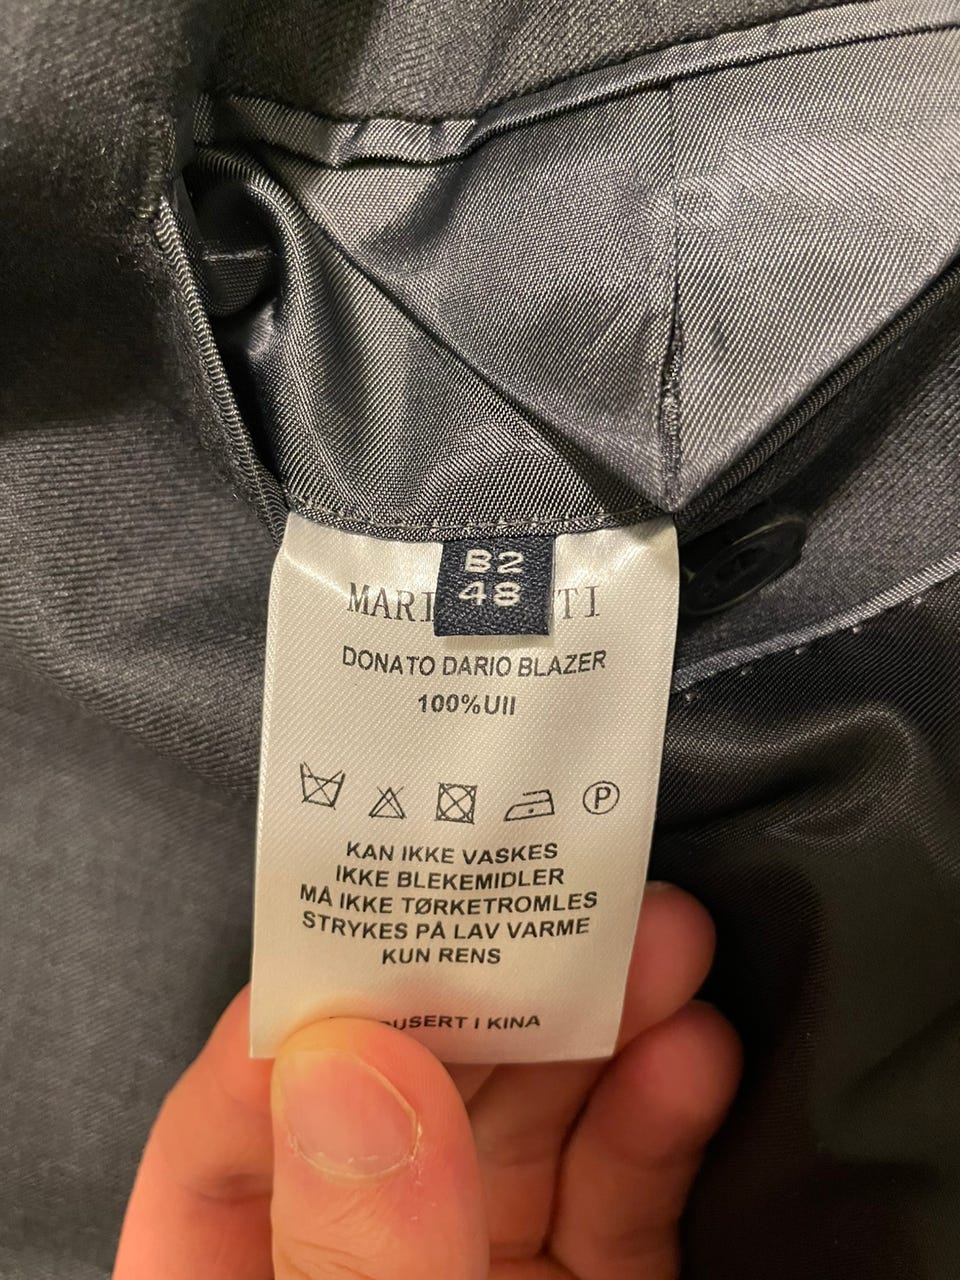 B2
48
DONATO DARIO BLAZER
100%Ull
P
KAN IKKE VASKES
IKKE BLEKEMIDLER
MÅ IKKE TØRKETROMLES
STRYKES PÅ LAV VARME
KUN RENS
I KINA